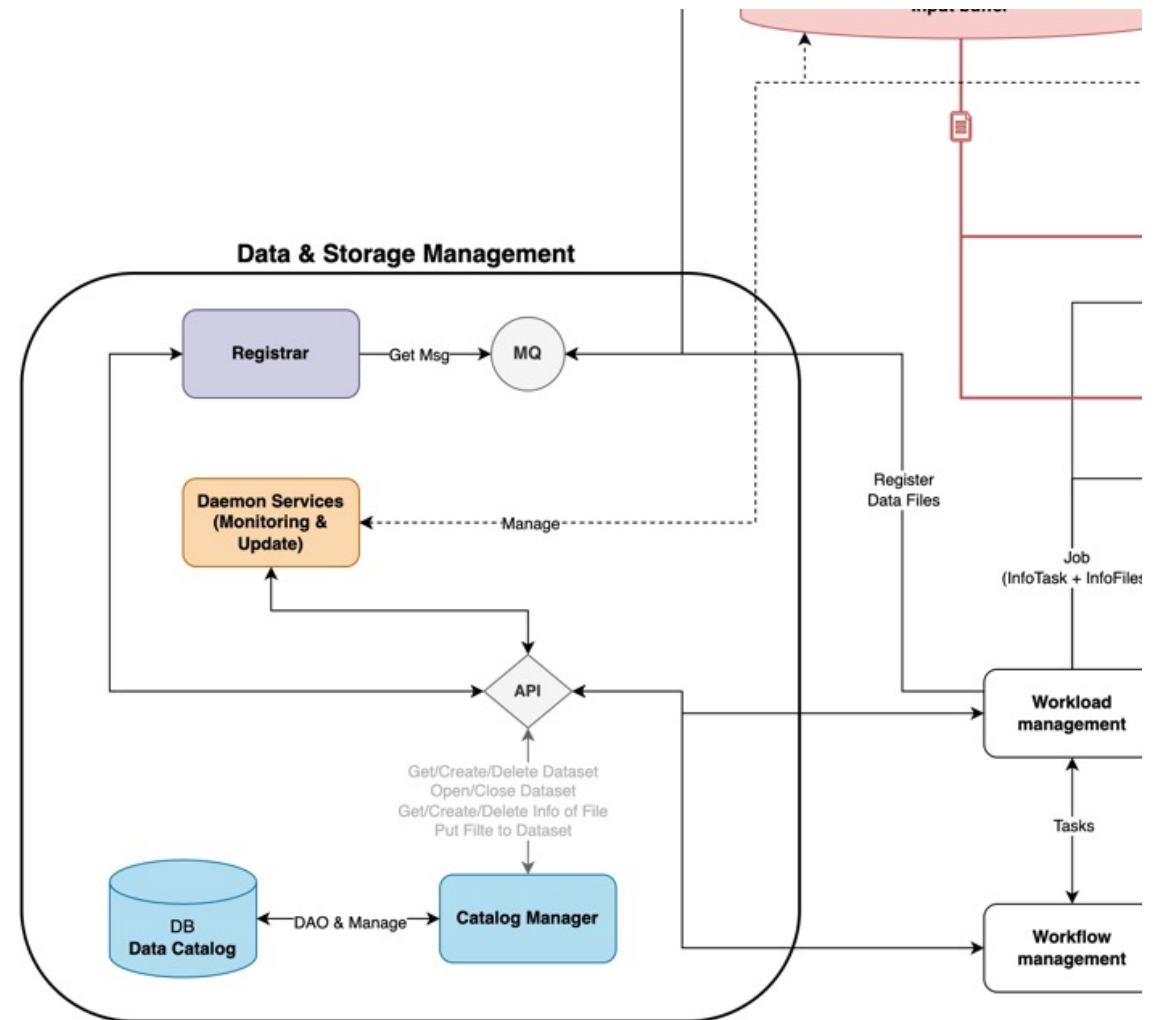 Input buffer
Data & Storage Management
Registrar
Get Msg
MQ
Daemon Services
(Monitoring &
Update)
Manage
Register
Data Files
Job
(InfoTask + InfoFiles
API
Workload
management
Get/Create/Delete Dataset
Open/Close Dataset
Get/Create/Delete Info of File
Put Filte to Dataset
Tasks
DB
Data Catalog
DAO & Manage
Catalog Manager
Workflow
management